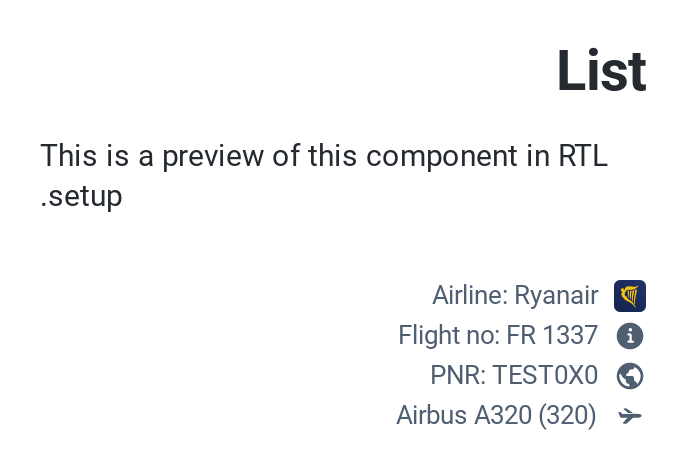 List
This is a preview of this component in RTL
.setup
Airline: Ryanair
Flight no: FR 1337
PNR: TEST0X0
Airbus A320 (320)